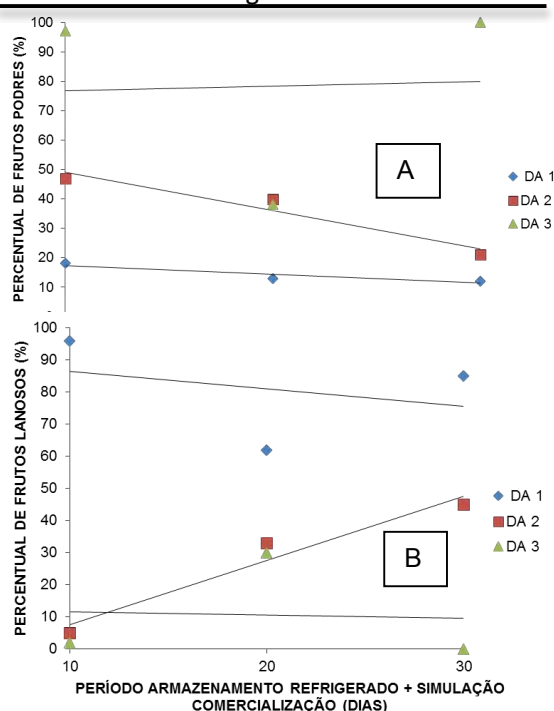 100
90
80
70
60
50
40
30
20
10
-
PERCENTUAL DE FRUTOS PODRES (%)
A
DA 1
DA 2
DA 3
100
90
80
70
60
50
40
30
20
10
0
PERCENTUAL DE FRUTOS LANOSOS (%)
B
DA 1
DA 2
DA 3
10 20 30
PERÍODO ARMAZENAMENTO REFRIGERADO + SIMULAÇÃO
COMERCIALIZAÇÃO (DIAS)